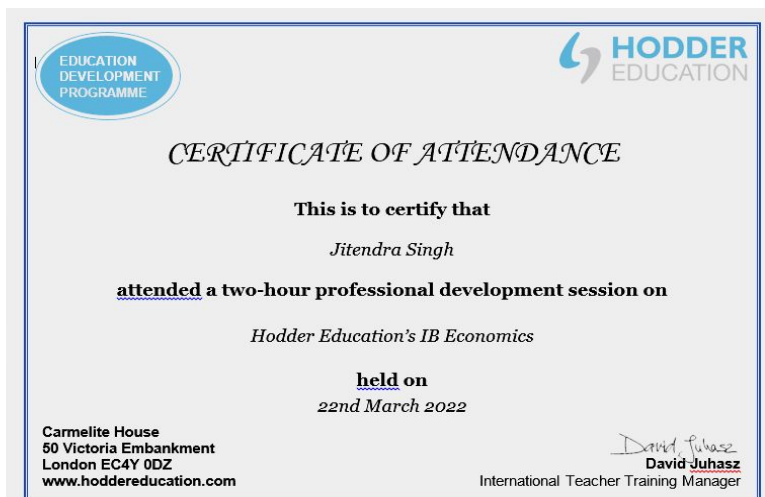 EDUCATION
DEVELOPMENT
PROGRAMME
HODDER
EDUCATION
CERTIFICATE OF ATTENDANCE
This is to certify that
Jitendra Singh
attended a two-hour professional development session on
Hodder Education’s IB Economics
held on
22nd March 2022
Carmelite House
50 Victoria Embankment
London EC4Y 0DZ
www.hoddereducation.com
David Juhasz
David Juhasz
International Teacher Training Manager